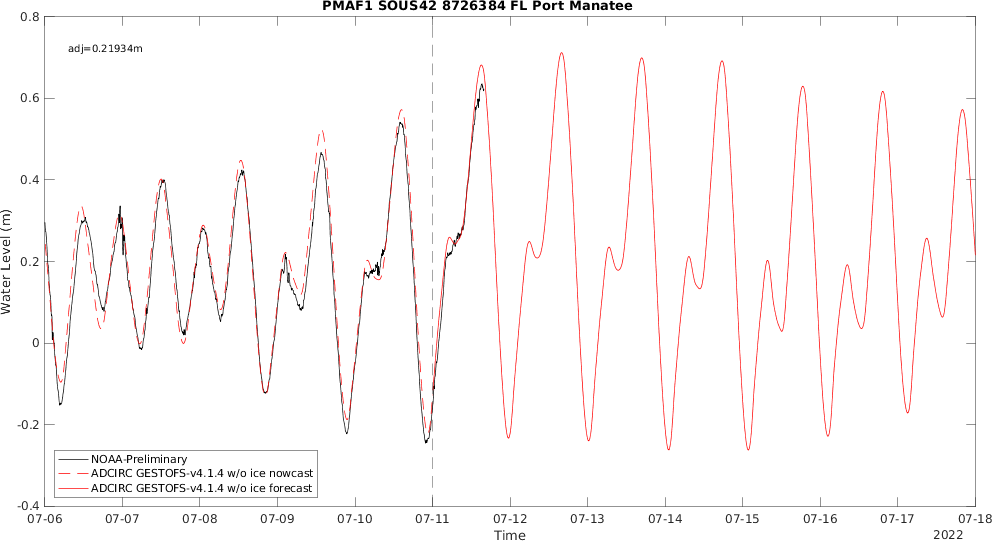 PMAF1 SOUS42 8726384 FL Port Manatee
0.8
adj=0.21934m
0.6
0.4
0.2
0
-0.2
-0.4
Water Level (m)
NOAA-Preliminary
ADCIRC GESTOFS-v4.1.4 w/o ice nowcast
ADCIRC GESTOFS-v4.1.4 w/o ice forecast
07-06 07-07 07-08 07-09 07-10 07-11 07-12 07-13 07-14 07-15 07-16 07-17 07-18
Time
2022